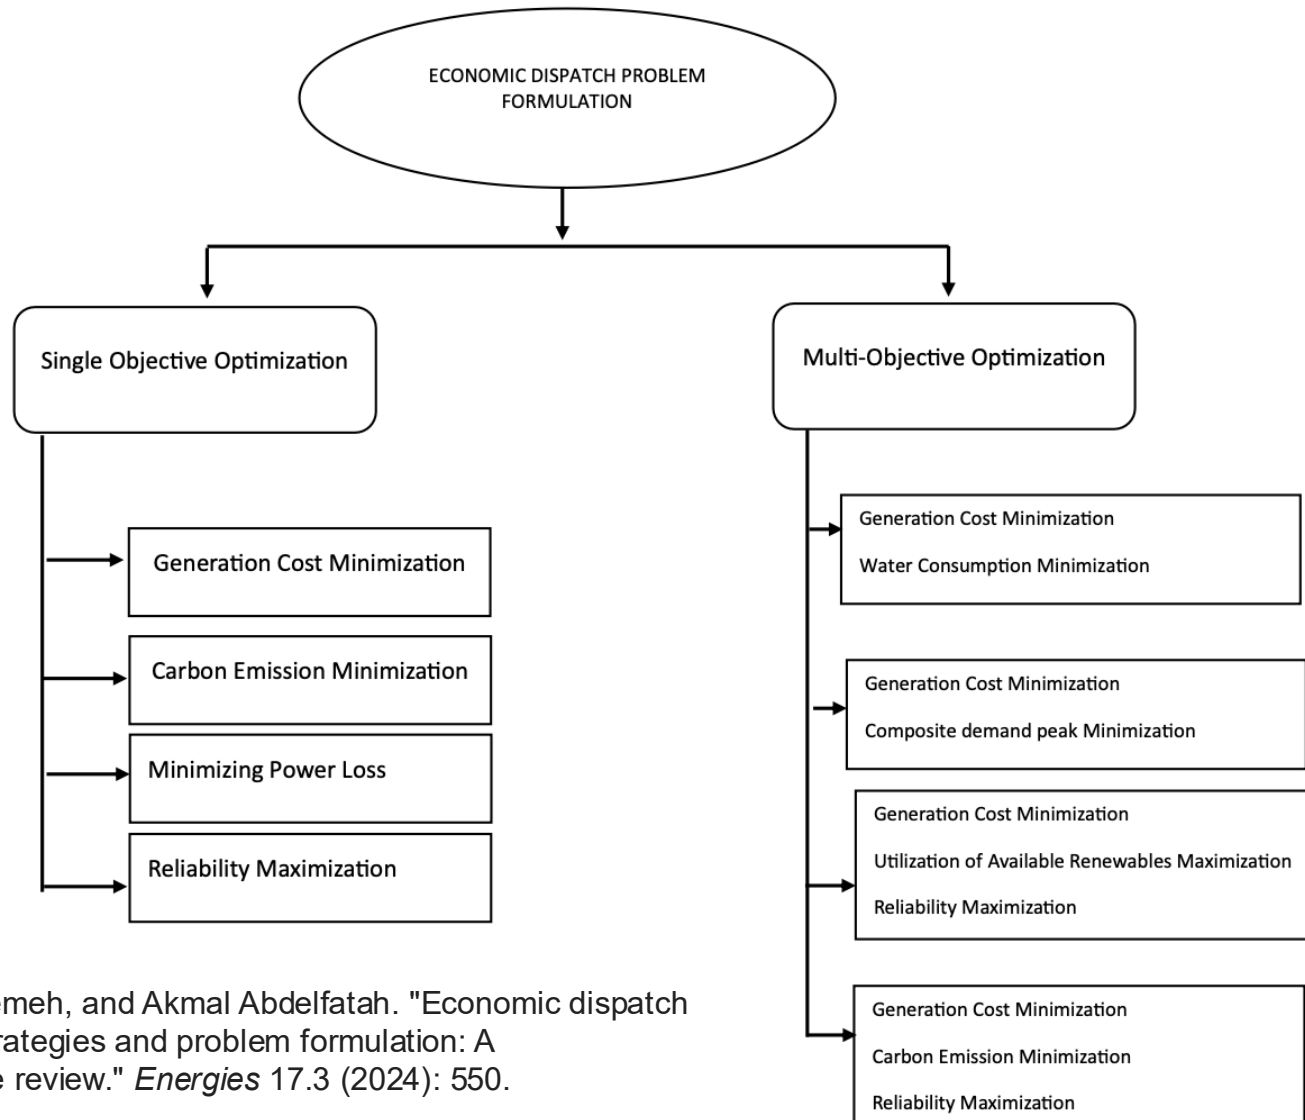 ECONOMIC DISPATCH PROBLEM
FORMULATION
Single Objective Optimization
Generation Cost Minimization
Carbon Emission Minimization
Minimizing Power Loss
Reliability Maximization
Multi-Objective Optimization
Generation Cost Minimization
Water Consumption Minimization
Generation Cost Minimization
Composite demand peak Minimization
Generation Cost Minimization
Utilization of Available Renewables Maximization
Reliability Maximization
Generation Cost Minimization
Carbon Emission Minimization
Reliability Maximization
emeh, and Akmal Abdelfatah. "Economic dispatch
rategies and problem formulation: A
e review." Energies 17.3 (2024): 550.